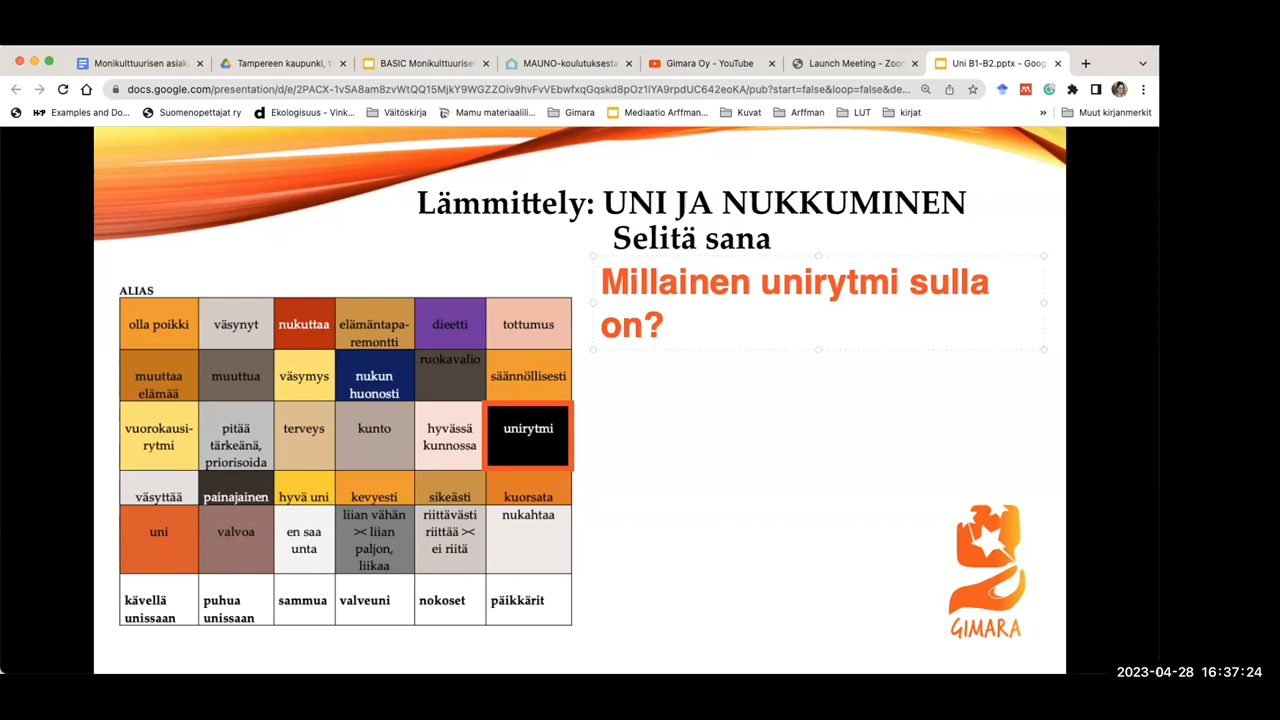 Monikulttuurisen asiak
Tampereen kaupunki, t
BASIC Monikulttuurise
MAUNO-koulutuksesta
Gimara Oy - YouTube
Launch Meeting - Zoom
Uni B1-B2.pptx - Goog
docs.google.com/presentation/d/e/2PACX-1vSA8am8zvWtQQ15MjkY9WGZZOiv9hvFvVEbwfxqGqskd8pOz1lYA9rpdUC642eoKA/pub?start=false&loop=false&de...
H+P Examples and Do...
Suomenopettajat ry
Ekologisuus - Vink...
Väitöskirja
Mamu materiaalili...
Gimara
Mediaatio Arffman...
Kuvat
Arffman
LUT
kirjat
»
Muut kirjanmerkit
Lämmittely: UNI JA NUKKUMINEN
Selitä sana
Millainen unirytmi sulla
on?
ALIAS
olla poikki
väsynyt
nukuttaa
elämäntapa-
remontti
dieetti
tottumus
muuttaa
elämää
muuttua
väsymys
nukun
huonosti
ruokavalio
säännöllisesti
vuorokausi-
rytmi
pitää
tärkeänä,
priorisoida
terveys
kunto
hyvässä
kunnossa
unirytmi
väsyttää
painajainen
hyvä uni
kevyesti
sikeästi
kuorsata
uni
valvoa
en saa
unta
liian vähän
>< liian
paljon,
liikaa
riittävästi
riittää ><
ei riitä
nukahtaa
kävellä
unissaan
puhua
unissaan
sammua
valveuni
nokoset
päikkärit
GIMARA
2023-04-28 16:37:24